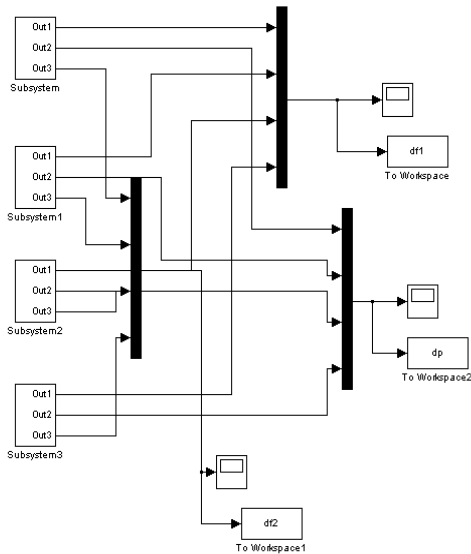 Out1
Out2
Out3
Subsystem
Out1
Out2
Out3
Subsystem1
Out1
Out2
Out3
Subsystem2
Out1
Out2
Out3
Subsystem3
df1
To Workspace
dp
To Workspace2
df2
To Workspace1